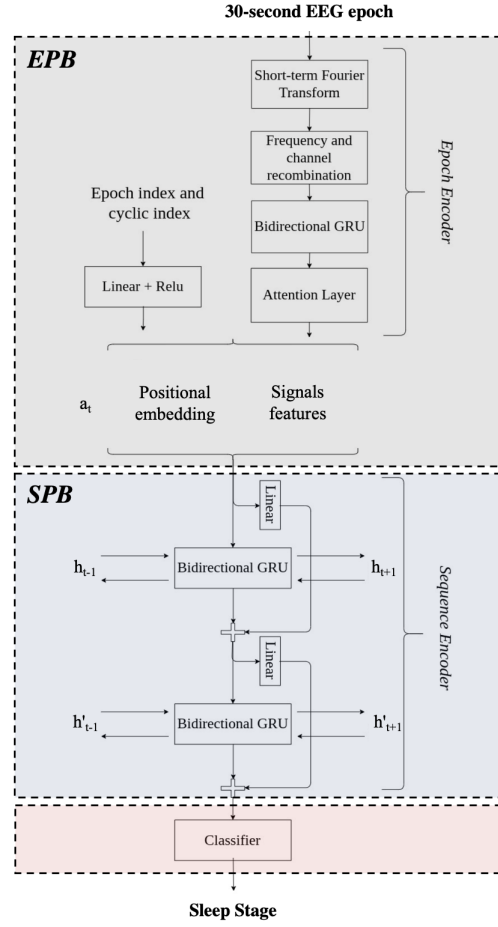 30-second EEG epoch
EPB
Short-term Fourier
Transform
Frequency and
channel
recombination
Epoch Encoder
Epoch index and
cyclic index
Bidirectional GRU
Linear + Relu
Attention Layer
a_t
Positional
embedding
Signals
features
SPB
Linear
h_{t-1}
Bidirectional GRU
h_{t+1}
Sequence Encoder
Linear
h'_{t-1}
Bidirectional GRU
h'_{t+1}
Classifier
Sleep Stage